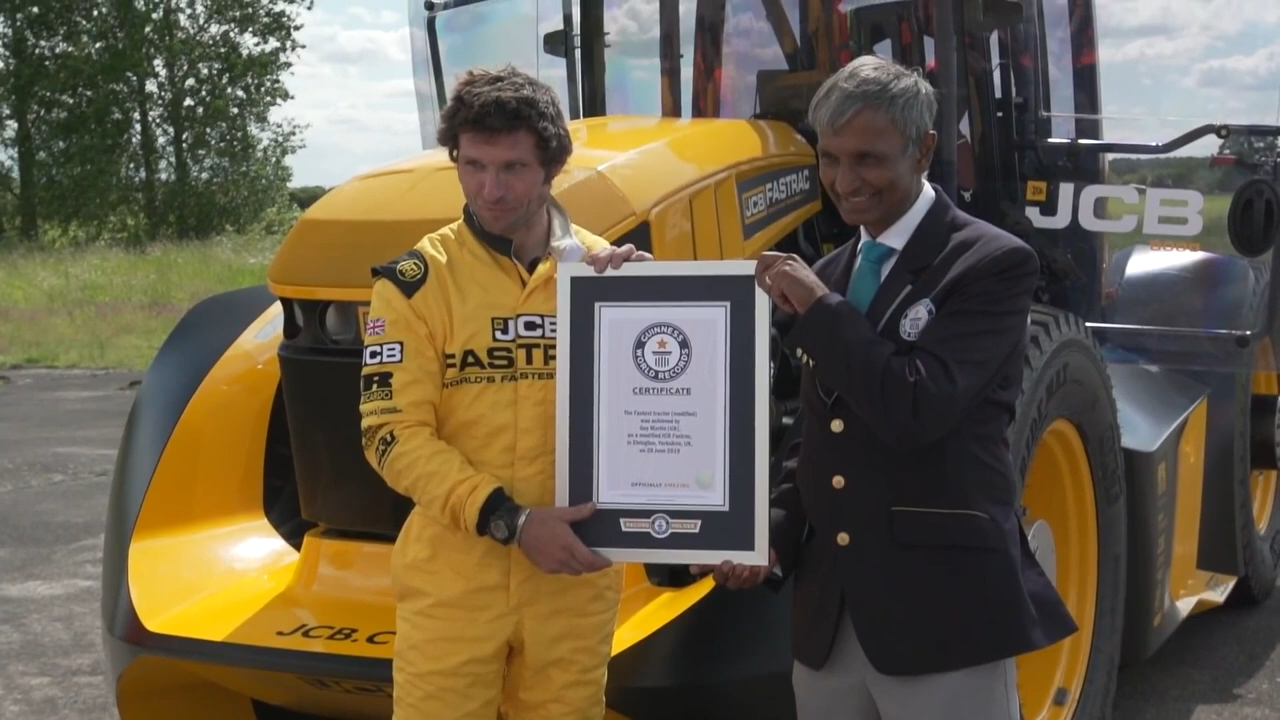 JCB FASTRAC
JCB
JCB
FASTR
WORLD'S FASTES
JCB
RICARDO
GUINNESS
WORLD RECORDS
CERTIFICATE
The fastest tractor (modified)
was achieved by
Guy Martin (UK),
on a modified JCB Fastrac,
in Elvington, Yorkshire, UK,
on 20 June 2019
OFFICIALLY AMAZING
RECORD HOLDER
JCB.C